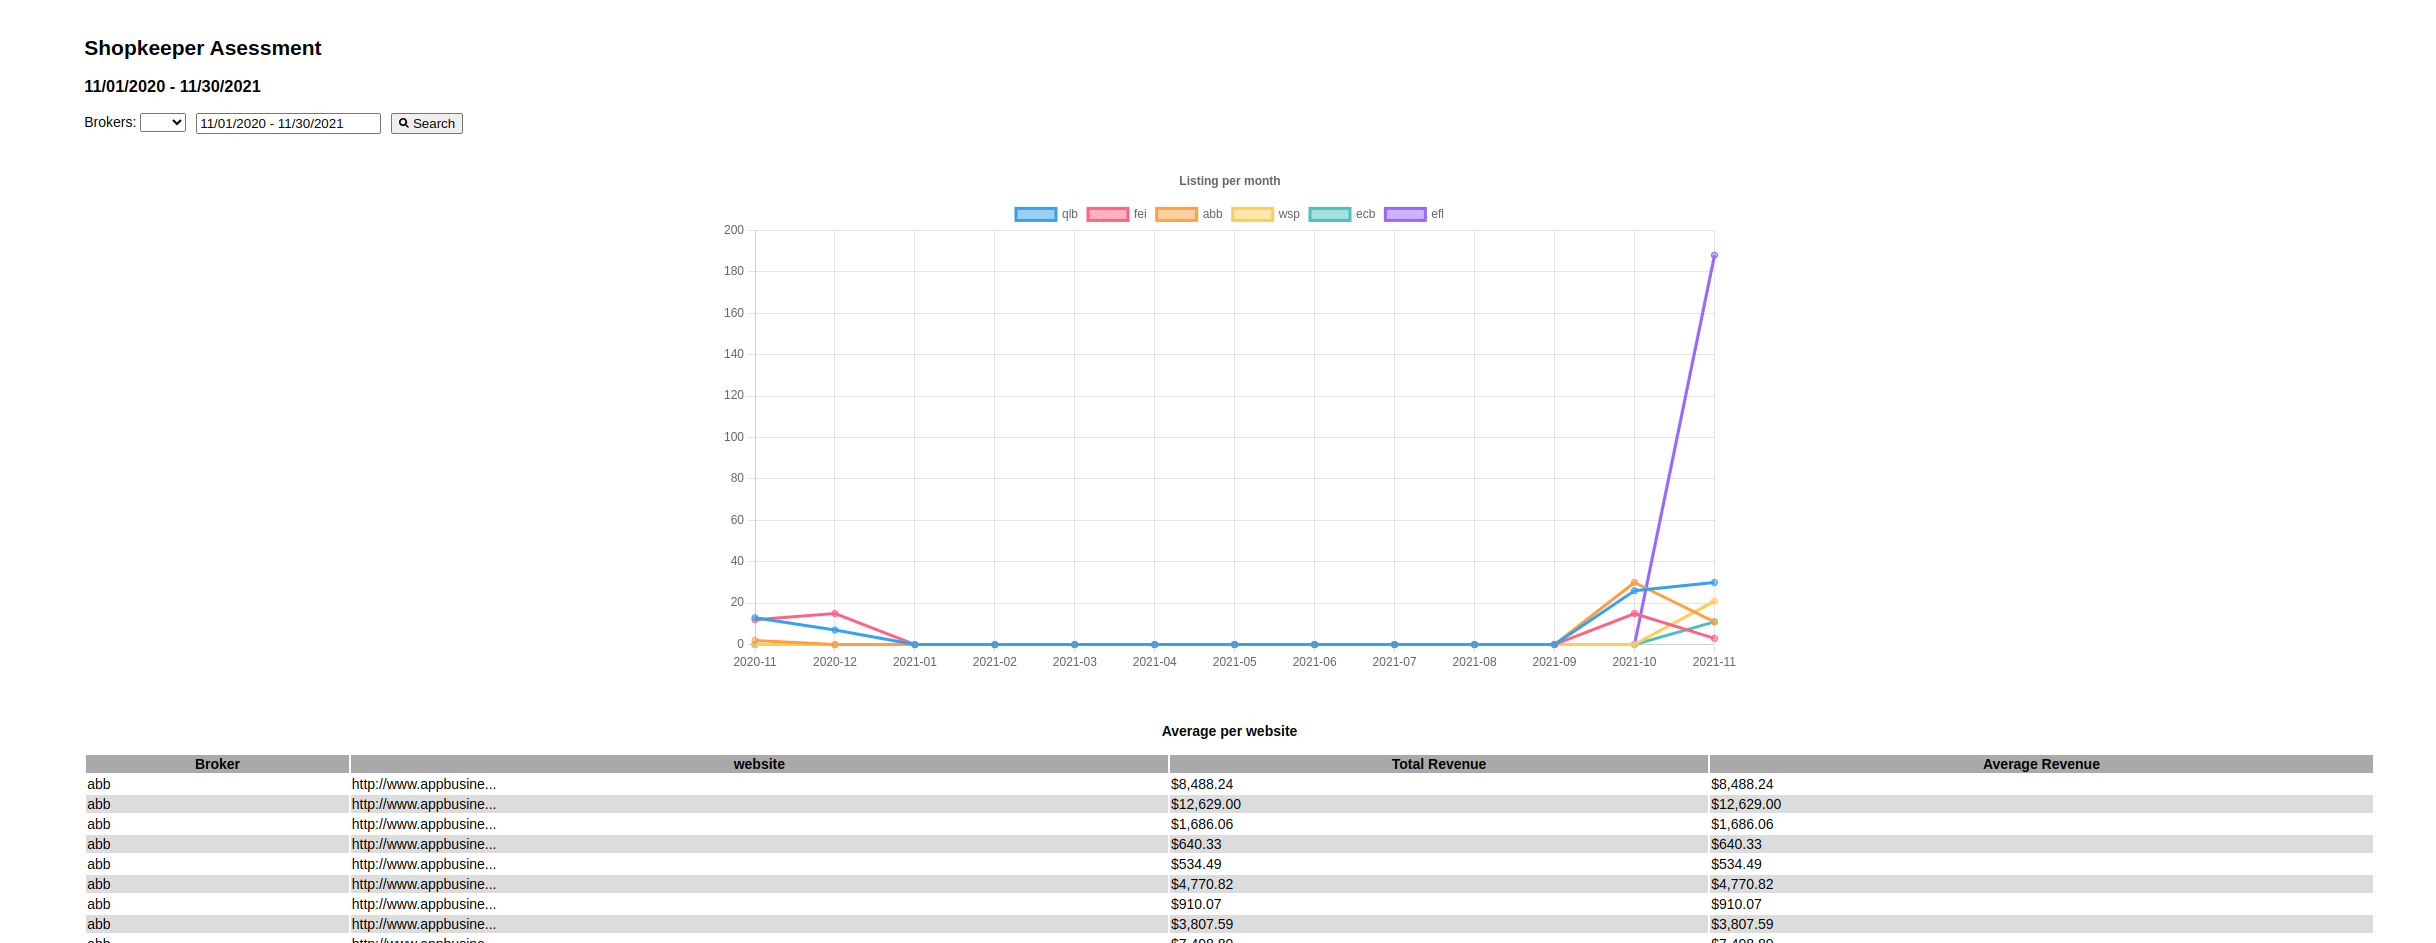 Shopkeeper Asessment
11/01/2020 - 11/30/2021
Brokers: 11/01/2020 - 11/30/2021 Search
Listing per month
qlb fei abb wsp ecb efl
200
180
160
140
120
100
80
60
40
20
0
2020-11 2020-12 2021-01 2021-02 2021-03 2021-04 2021-05 2021-06 2021-07 2021-08 2021-09 2021-10 2021-11
Average per website
Broker website Total Revenue Average Revenue
abb http://www.appbusine... $8,488.24 $8,488.24
abb http://www.appbusine... $12,629.00 $12,629.00
abb http://www.appbusine... $1,686.06 $1,686.06
abb http://www.appbusine... $640.33 $640.33
abb http://www.appbusine... $534.49 $534.49
abb http://www.appbusine... $4,770.82 $4,770.82
abb http://www.appbusine... $910.07 $910.07
abb http://www.appbusine... $3,807.59 $3,807.59
abb http://www.appbusine...